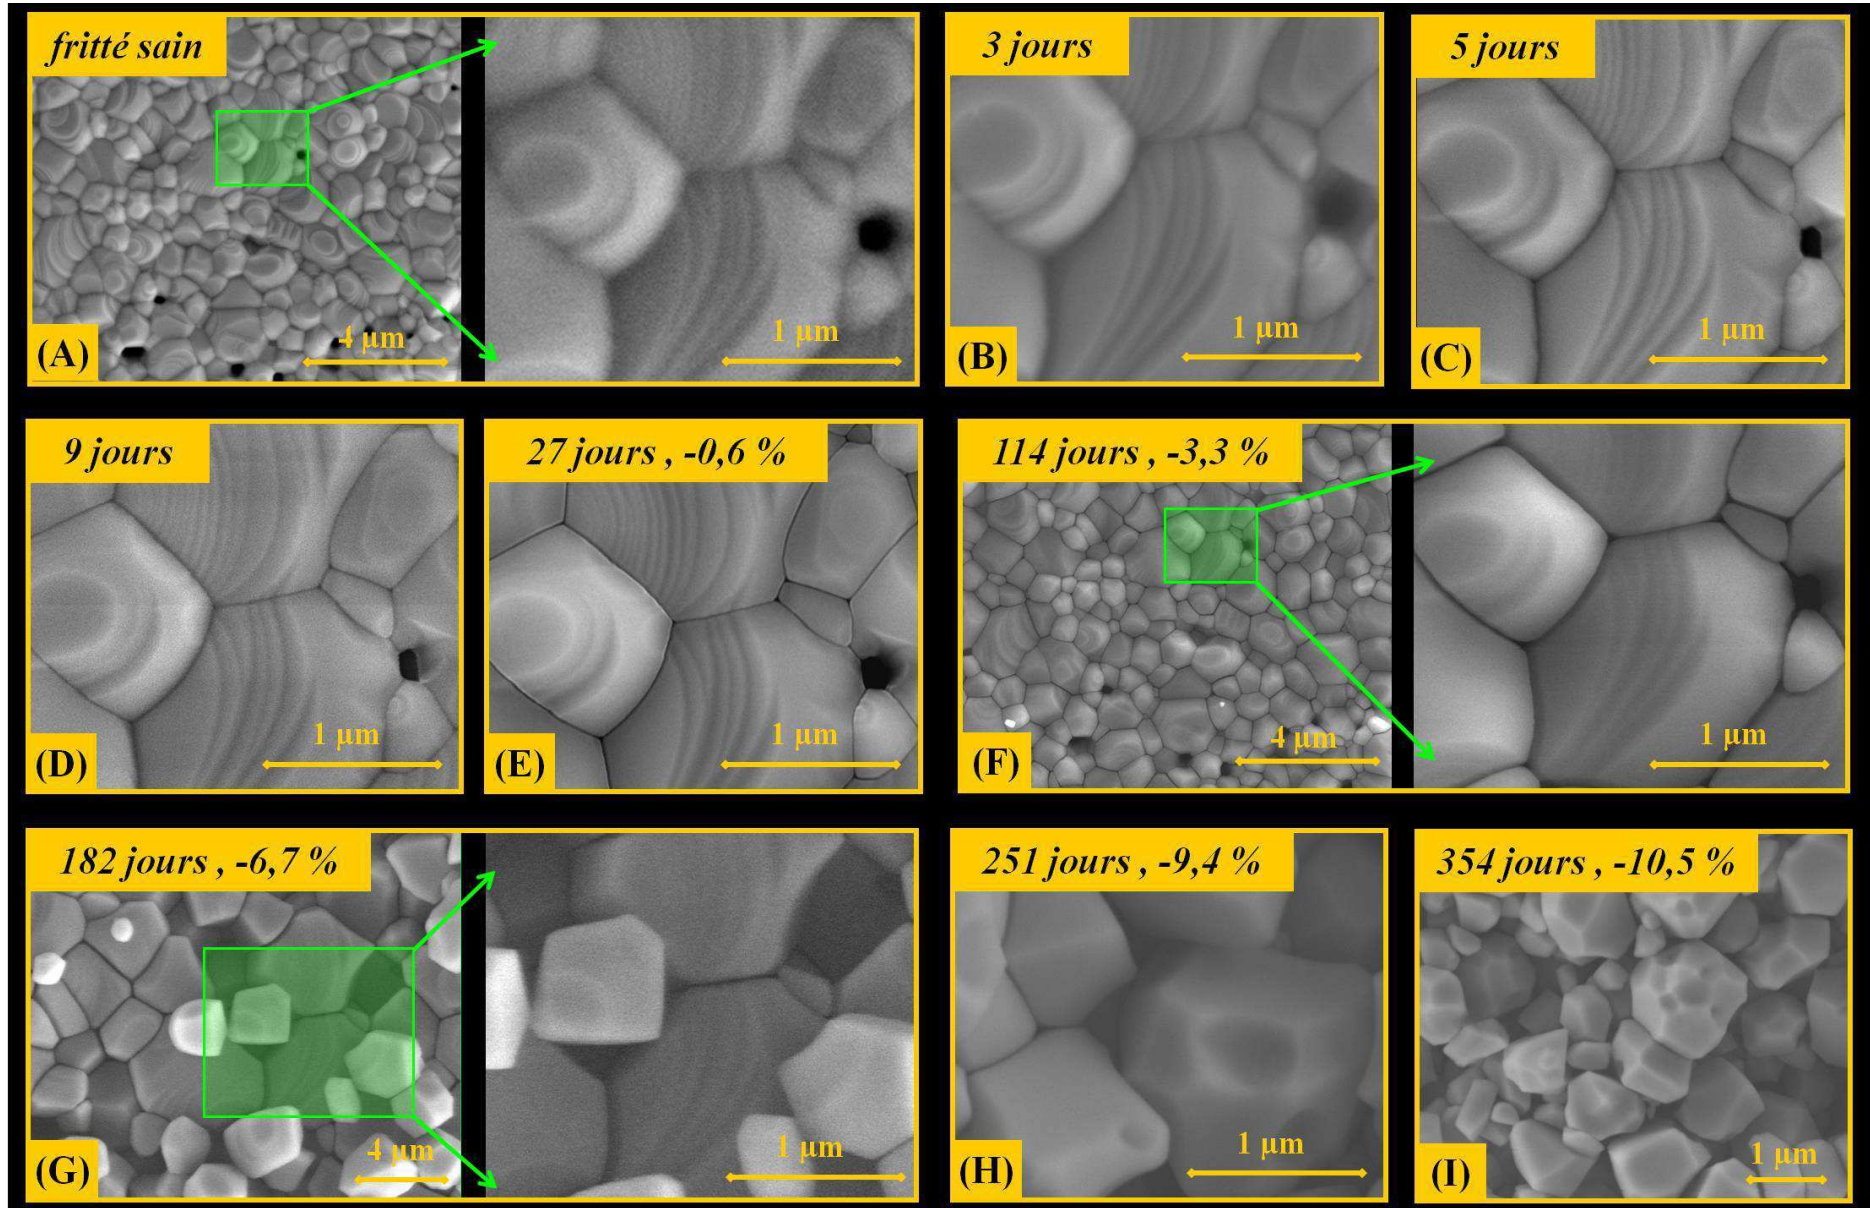 fritté sain
3 jours
5 jours
4 µm
1 µm
1 µm
1 µm
(A)
(B)
(C)
9 jours
27 jours , -0,6 %
114 jours , -3,3 %
1 µm
1 µm
4 µm
1 µm
(D)
(E)
(F)
182 jours , -6,7 %
251 jours , -9,4 %
354 jours , -10,5 %
4 µm
1 µm
1 µm
1 µm
(G)
(H)
(I)